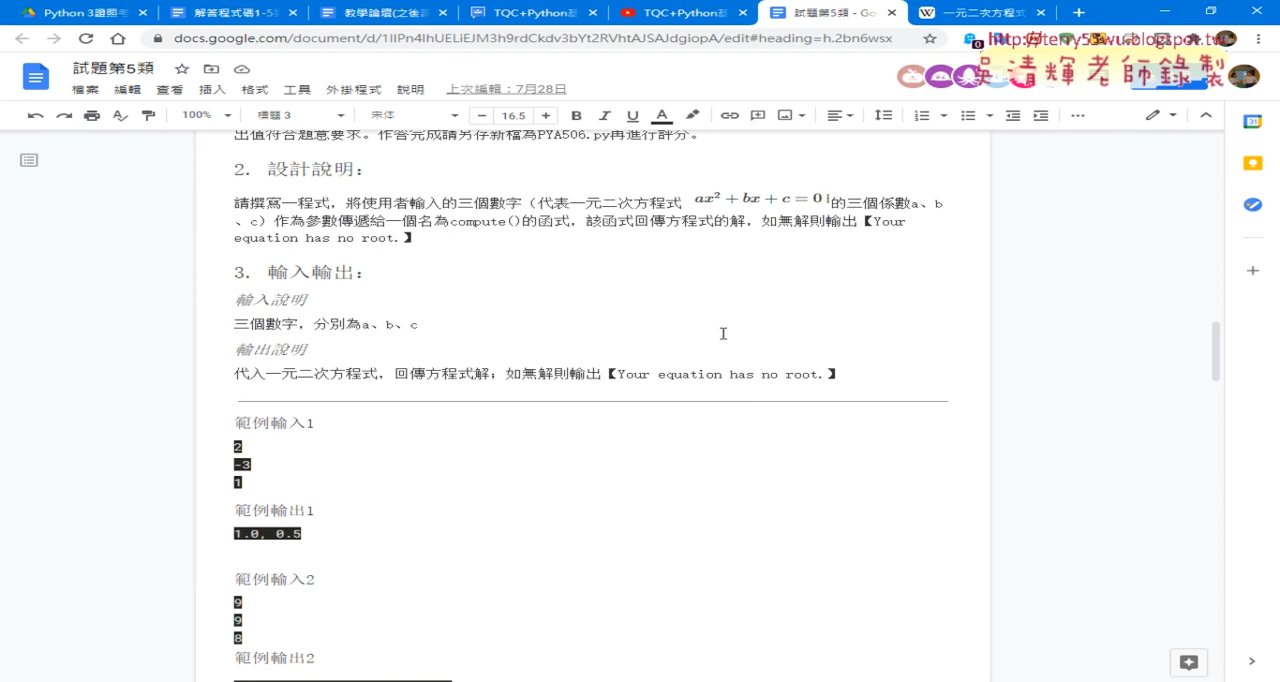 Python 3證照
解答程式碼1-5
教學論壇(之後
TQC+Python
TQC+Python
試題第5類 - Go
一元二次方程式
docs.google.com/document/d/1IlPn4lhUELiEJM3h9rdCkdv3bYt2RVhtAJSAJdgiopA/edit#heading=h.2bn6wsx
http://terry55wu.blogspot.tw
吳清輝老師錄製
試題第5類
檔案 編輯 查看 插入 格式 工具 外掛程式 說明 上次編輯:7月28日
100% 標題 3 宋体 16.5 B I U A
出值符合題意要求。作答完成請另存新檔為PYA506.py再進行評分。
2. 設計說明:
請撰寫一程式,將使用者輸入的三個數字(代表一元二次方程式 ax² + bx + c = 0 的三個係數a、b
、c)作為參數傳遞給一個名為compute()的函式,該函式回傳方程式的解,如無解則輸出【Your
equation has no root.】
3. 輸入輸出:
輸入說明
三個數字,分別為a、b、c
輸出說明
代入一元二次方程式,回傳方程式解;如無解則輸出【Your equation has no root.】
範例輸入1
2
-3
1
範例輸出1
1.0, 0.5
範例輸入2
9
9
8
範例輸出2